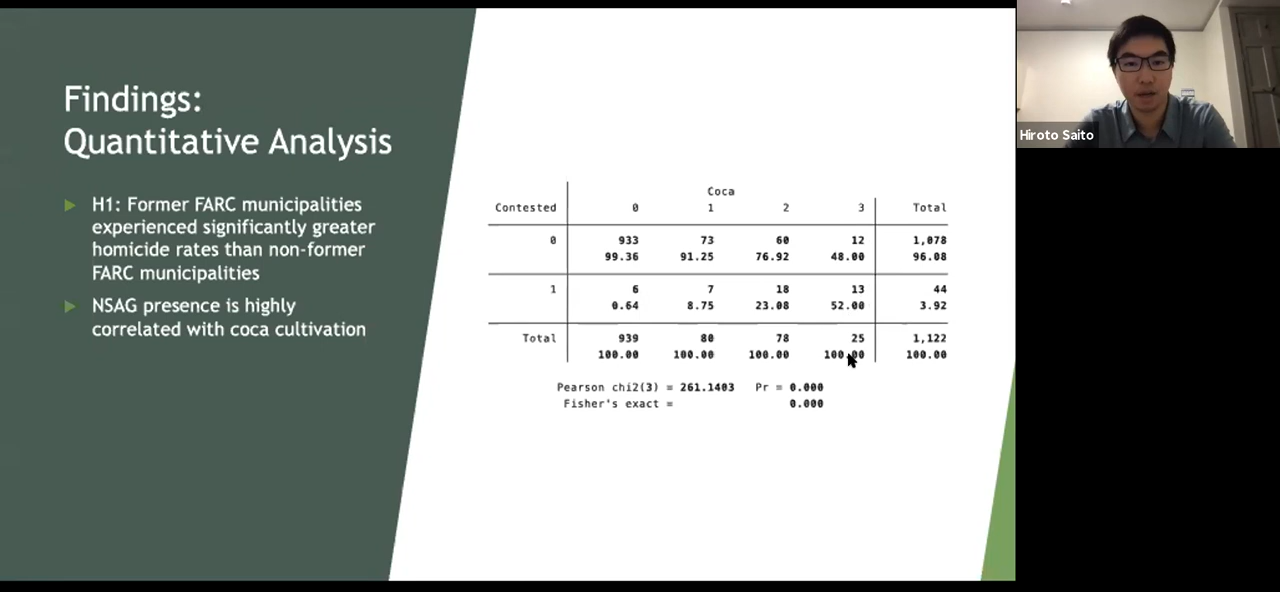 Findings:
Quantitative Analysis
H1: Former FARC municipalities
experienced significantly greater
homicide rates than non-former
FARC municipalities
NSAG presence is highly
correlated with coca cultivation
Coca
Contested 0 1 2 3 Total
0 933 73 60 12 1,078
99.36 91.25 76.92 48.00 96.08
1 6 7 18 13 44
0.64 8.75 23.08 52.00 3.92
Total 939 80 78 25 1,122
100.00 100.00 100.00 100.00 100.00
Pearson chi2(3) = 261.1403 Pr = 0.000
Fisher's exact = 0.000
Hiroto Saito